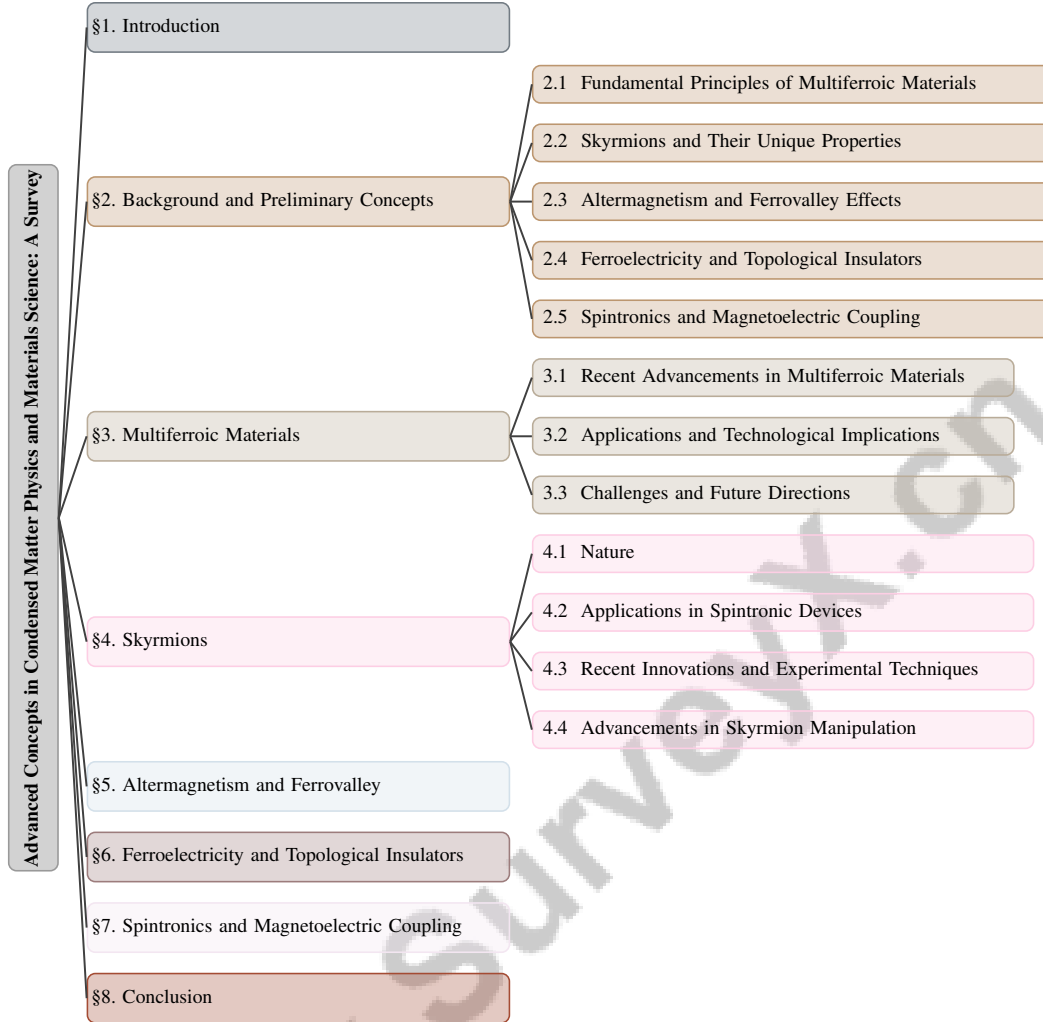 Advanced Concepts in Condensed Matter Physics and Materials Science: A Survey
§1. Introduction
§2. Background and Preliminary Concepts
2.1 Fundamental Principles of Multiferroic Materials
2.2 Skyrmions and Their Unique Properties
2.3 Altermagnetism and Ferrovalley Effects
2.4 Ferroelectricity and Topological Insulators
2.5 Spintronics and Magnetoelectric Coupling
§3. Multiferroic Materials
3.1 Recent Advancements in Multiferroic Materials
3.2 Applications and Technological Implications
3.3 Challenges and Future Directions
§4. Skyrmions
4.1 Nature
4.2 Applications in Spintronic Devices
4.3 Recent Innovations and Experimental Techniques
4.4 Advancements in Skyrmion Manipulation
§5. Altermagnetism and Ferrovalley
§6. Ferroelectricity and Topological Insulators
§7. Spintronics and Magnetoelectric Coupling
§8. Conclusion
Surveyx.cn